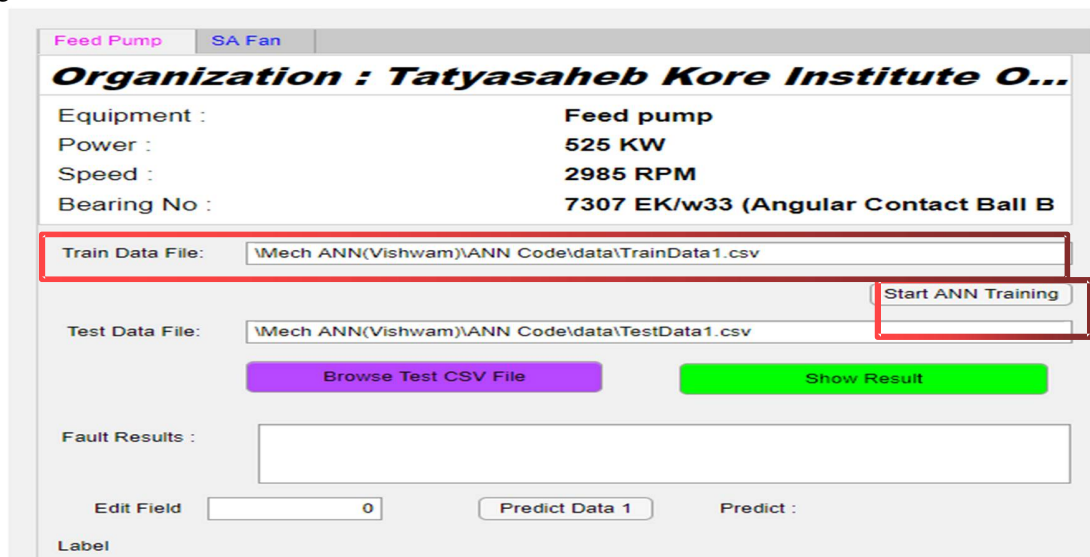 Feed Pump SA Fan
Organization : Tatyasaheb Kore Institute O...
Equipment : Feed pump
Power : 525 KW
Speed : 2985 RPM
Bearing No : 7307 EK/w33 (Angular Contact Ball B
Train Data File: \Mech ANN(Vishwam)\ANN Code\data\TrainData1.csv
Start ANN Training
Test Data File: \Mech ANN(Vishwam)\ANN Code\data\TestData1.csv
Browse Test CSV File Show Result
Fault Results :
Edit Field 0 Predict Data 1 Predict :
Label